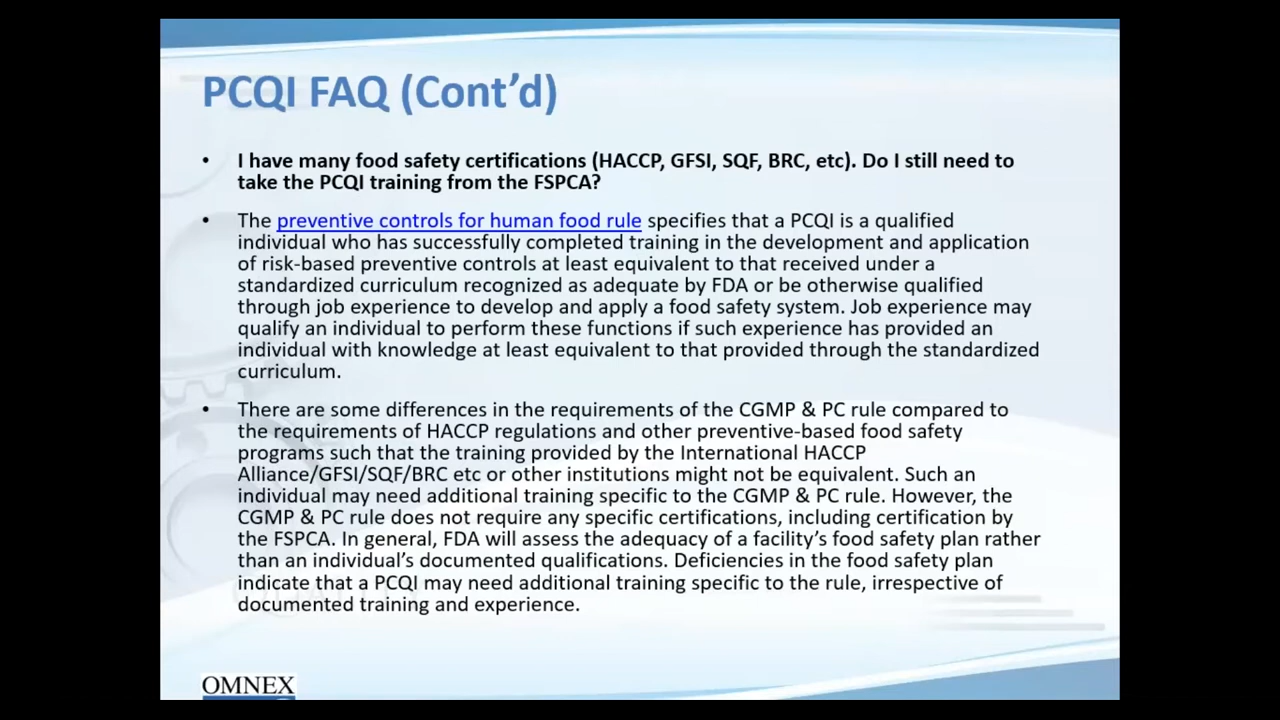 PCQI FAQ (Cont’d)
• I have many food safety certifications (HACCP, GFSI, SQF, BRC, etc). Do I still need to
take the PCQI training from the FSPCA?
• The preventive controls for human food rule specifies that a PCQI is a qualified
individual who has successfully completed training in the development and application
of risk-based preventive controls at least equivalent to that received under a
standardized curriculum recognized as adequate by FDA or be otherwise qualified
through job experience to develop and apply a food safety system. Job experience may
qualify an individual to perform these functions if such experience has provided an
individual with knowledge at least equivalent to that provided through the standardized
curriculum.
• There are some differences in the requirements of the CGMP & PC rule compared to
the requirements of HACCP regulations and other preventive-based food safety
programs such that the training provided by the International HACCP
Alliance/GFSI/SQF/BRC etc or other institutions might not be equivalent. Such an
individual may need additional training specific to the CGMP & PC rule. However, the
CGMP & PC rule does not require any specific certifications, including certification by
the FSPCA. In general, FDA will assess the adequacy of a facility’s food safety plan rather
than an individual’s documented qualifications. Deficiencies in the food safety plan
indicate that a PCQI may need additional training specific to the rule, irrespective of
documented training and experience.
OMNEX